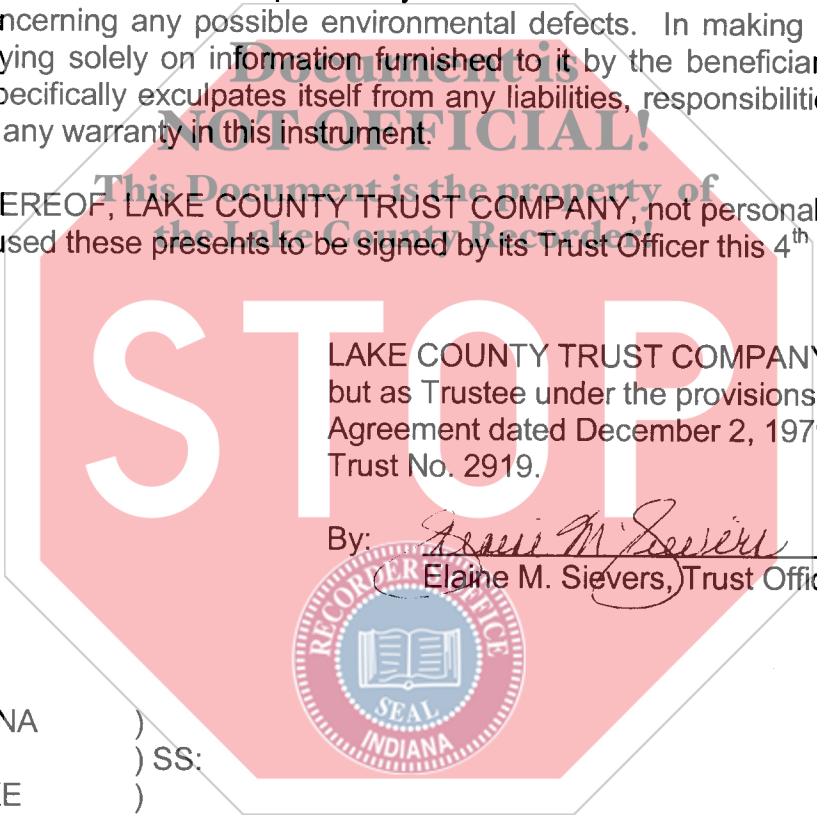 ncerning any possible environmental defects. In making
ying solely on information furnished to it by the beneficiar
pecifically exculpates itself from any liabilities, responsibilitie
any warranty in this instrument.
Document is
NOT OFFICIAL!
This Document is the property of
the Lake County Recorder!
EREOF, LAKE COUNTY TRUST COMPANY, not personal
used these presents to be signed by its Trust Officer this 4th
STOP
LAKE COUNTY TRUST COMPANY
but as Trustee under the provisions
Agreement dated December 2, 197
Trust No. 2919.
By: Elaine M. Sievers
Elaine M. Sievers, Trust Offic
RECORDER'S OFFICE
SEAL
INDIANA
NA )
) SS:
E )